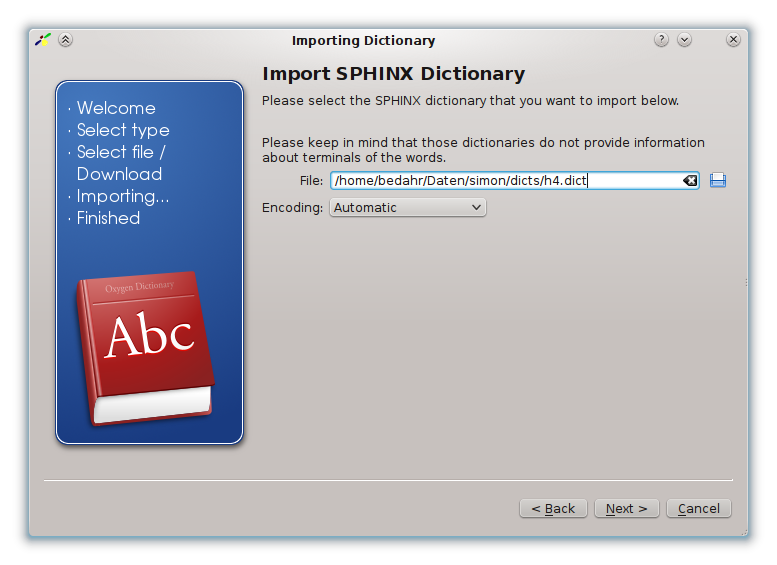 Importing Dictionary
· Welcome
· Select type
· Select file /
Download
· Importing...
· Finished
Oxygen Dictionary
Abc
Import SPHINX Dictionary
Please select the SPHINX dictionary that you want to import below.
Please keep in mind that those dictionaries do not provide information
about terminals of the words.
File: /home/bedahr/Daten/simon/dicts/h4.dict
Encoding: Automatic
< Back Next > Cancel